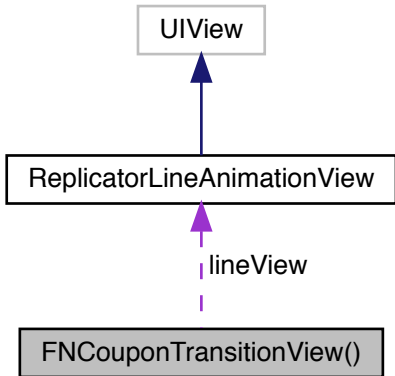 UIView
ReplicatorLineAnimationView
lineView
FNCouponTransitionView()